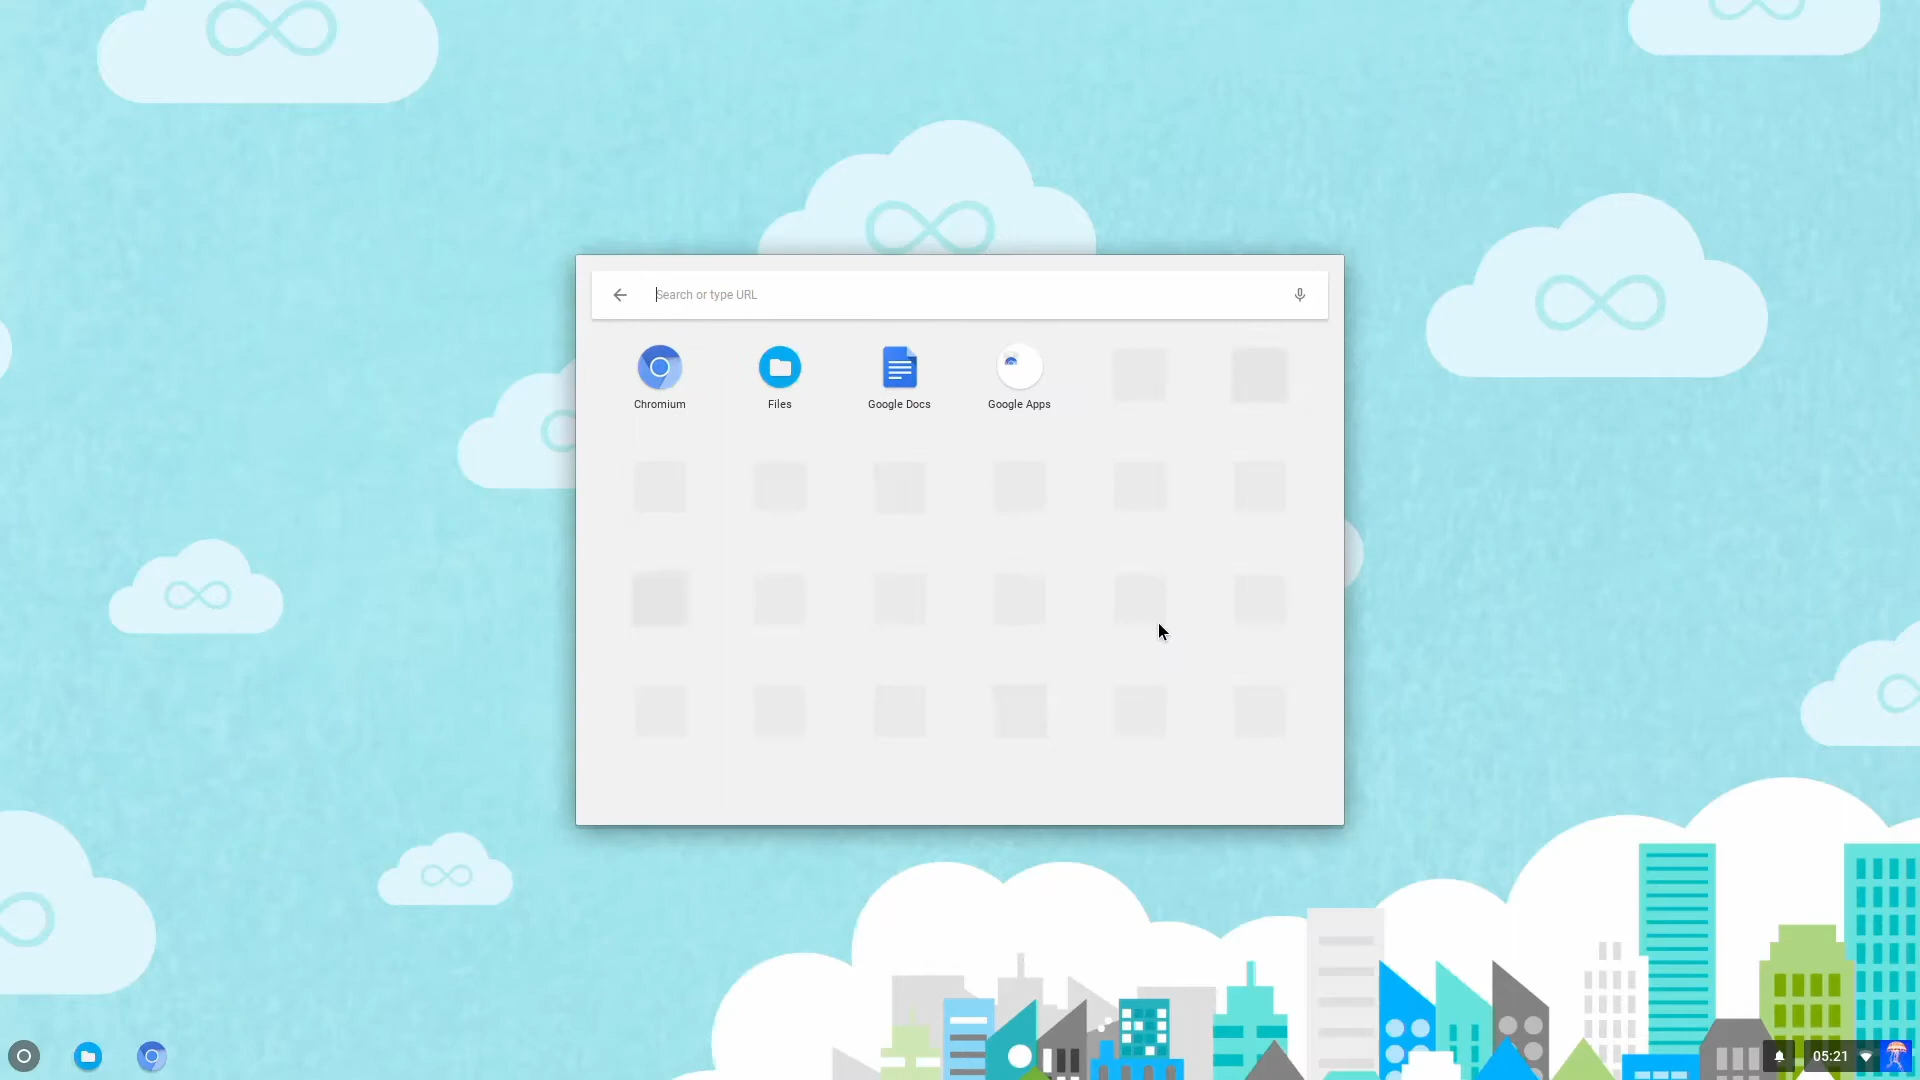 Search or type URL
Chromium
Files
Google Docs
Google Apps
05:21